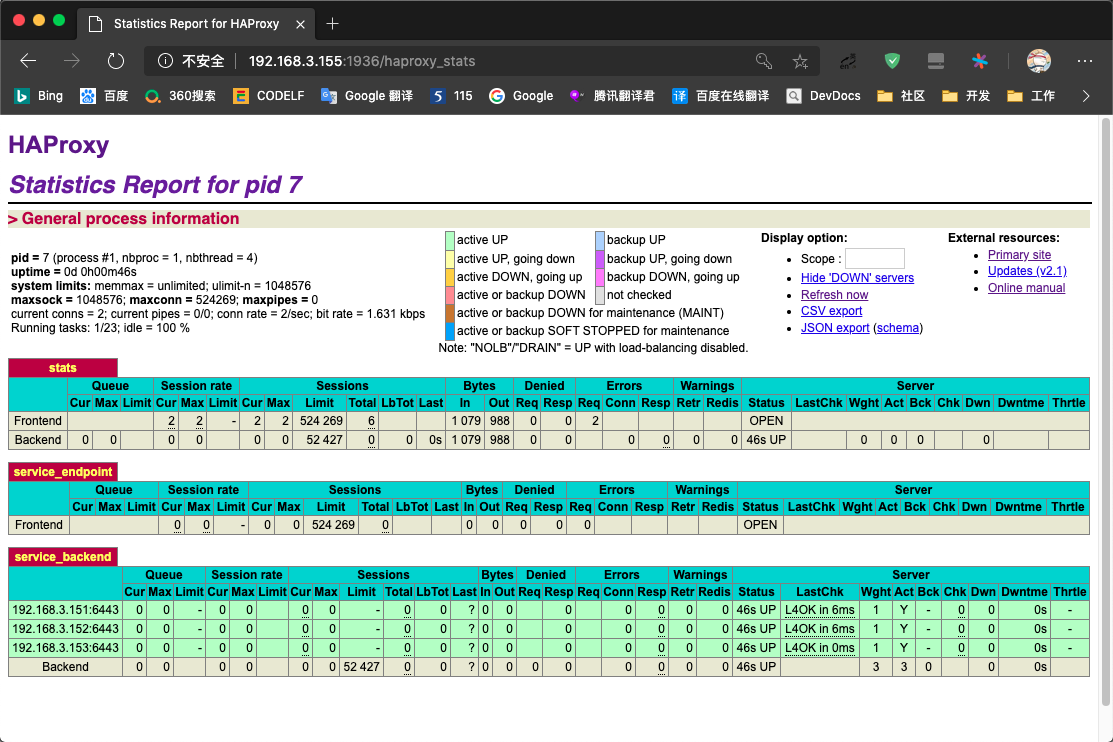 Statistics Report for HAProxy
不安全 192.168.3.155:1936/haproxy_stats
Bing 百度 360搜索 CODELF Google 翻译 115 Google 腾讯翻译君 百度在线翻译 DevDocs 社区 开发 工作
HAProxy
Statistics Report for pid 7
> General process information
pid = 7 (process #1, nbproc = 1, nbthread = 4)
uptime = 0d 0h00m46s
system limits: memmax = unlimited; ulimit-n = 1048576
maxsock = 1048576; maxconn = 524269; maxpipes = 0
current conns = 2; current pipes = 0/0; conn rate = 2/sec; bit rate = 1.631 kbps
Running tasks: 1/23; idle = 100 %
active UP backup UP
active UP, going down backup UP, going down
active DOWN, going up backup DOWN, going up
active or backup DOWN not checked
active or backup DOWN for maintenance (MAINT)
active or backup SOFT STOPPED for maintenance
Note: "NOLB"/"DRAIN" = UP with load-balancing disabled.
Display option:
Scope :
Hide 'DOWN' servers
Refresh now
CSV export
JSON export (schema)
External resources:
Primary site
Updates (v2.1)
Online manual
stats
Queue Session rate Sessions Bytes Denied Errors Warnings Server
Cur Max Limit Cur Max Limit Cur Max Limit Total LbTot Last In Out Req Resp Req Conn Resp Retr Redis Status LastChk Wght Act Bck Chk Dwn Dwntme Thrtle
Frontend 2 2 - 2 2 524 269 6 1 079 988 0 0 2 OPEN
Backend 0 0 0 0 0 0 52 427 0 0 0s 1 079 988 0 0 0 0 0 0 46s UP 0 0 0 0
service_endpoint
Queue Session rate Sessions Bytes Denied Errors Warnings Server
Cur Max Limit Cur Max Limit Cur Max Limit Total LbTot Last In Out Req Resp Req Conn Resp Retr Redis Status LastChk Wght Act Bck Chk Dwn Dwntme Thrtle
Frontend 0 0 - 0 0 524 269 0 0 0 0 0 0 OPEN
service_backend
Queue Session rate Sessions Bytes Denied Errors Warnings Server
Cur Max Limit Cur Max Limit Cur Max Limit Total LbTot Last In Out Req Resp Req Conn Resp Retr Redis Status LastChk Wght Act Bck Chk Dwn Dwntme Thrtle
192.168.3.151:6443 0 0 - 0 0 0 0 - 0 0 ? 0 0 0 0 0 0 0 46s UP L4OK in 6ms 1 Y - 0 0 0s -
192.168.3.152:6443 0 0 - 0 0 0 0 - 0 0 ? 0 0 0 0 0 0 0 46s UP L4OK in 6ms 1 Y - 0 0 0s -
192.168.3.153:6443 0 0 - 0 0 0 0 - 0 0 ? 0 0 0 0 0 0 0 46s UP L4OK in 0ms 1 Y - 0 0 0s -
Backend 0 0 0 0 0 0 52 427 0 0 ? 0 0 0 0 0 0 0 0 46s UP 3 3 0 0 0s